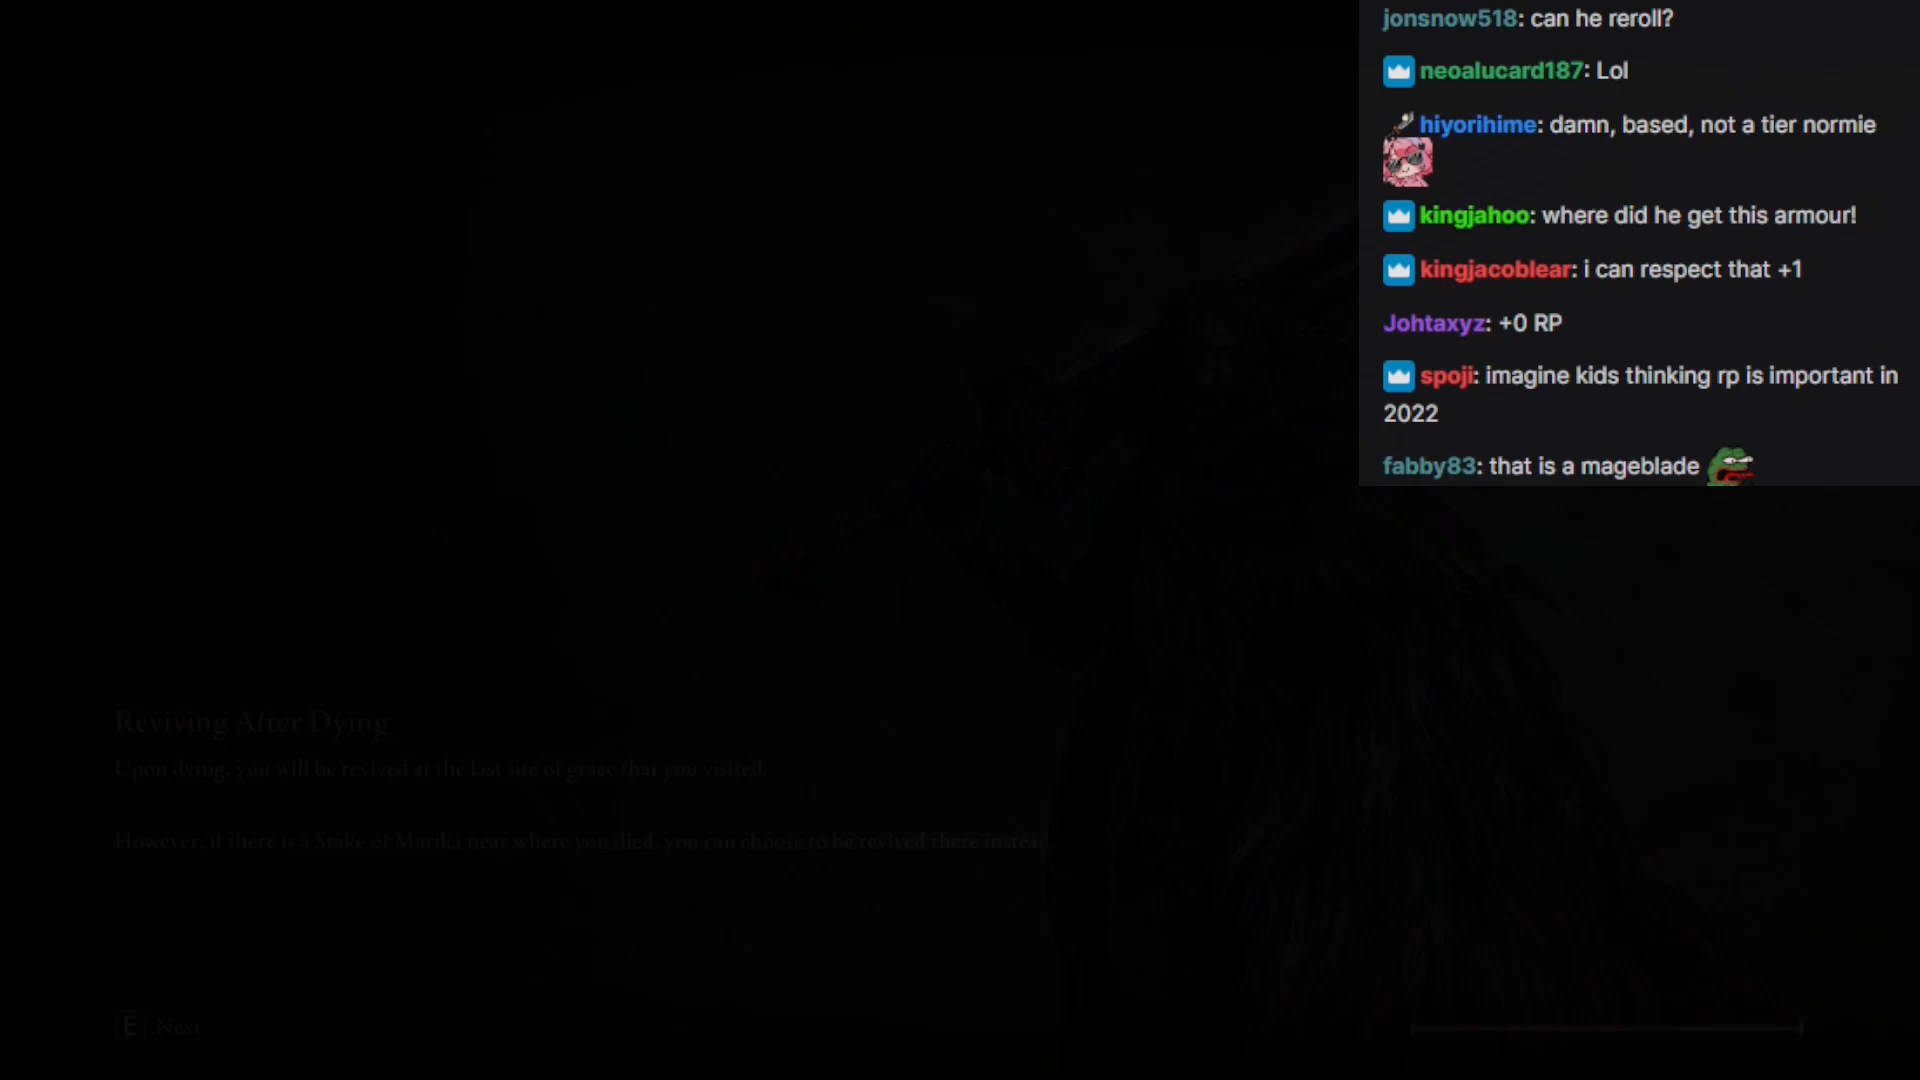 jonsnow518: can he reroll?
neoalucard187: Lol
hiyorihime: damn, based, not a tier normie
kingjahoo: where did he get this armour!
kingjacoblear: i can respect that +1
Johtaxyz: +0 RP
spoji: imagine kids thinking rp is important in
2022
fabby83: that is a mageblade
Reviving After Dying
Upon dying, you will be revived at the last site of grace that you visited.
However, if there is a Stake of Marika near where you died, you can choose to be revived there instead.
E :Next